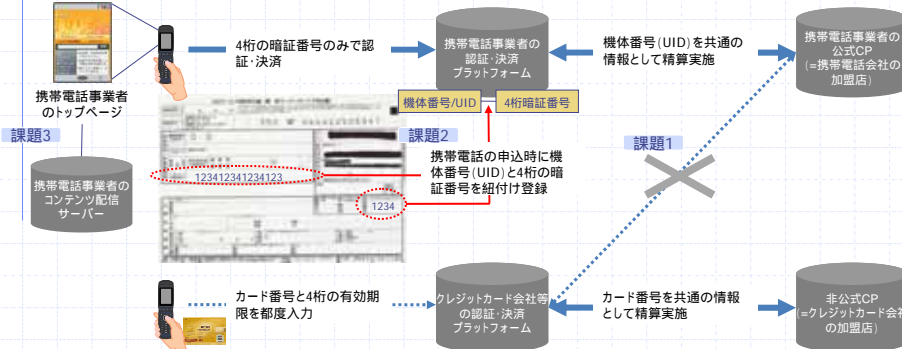 4桁の暗証番号のみで認
証・決済
携帯電話事業者の
認証・決済
プラットフォーム
機体番号(UID)を共通の
情報として精算実施
携帯電話事業者の
公式CP
(=携帯電話会社の
加盟店)
携帯電話事業者
のトップページ
機体番号/UID
4桁暗証番号
課題3
課題2
課題1
携帯電話の申込時に機
体番号(UID)と4桁の暗
証番号を紐付け登録
携帯電話事業者の
コンテンツ配信
サーバー
123412341234123
1234
カード番号と4桁の有効期
限を都度入力
クレジットカード会社等
の認証・決済
プラットフォーム
カード番号を共通の情報
として精算実施
非公式CP
(=クレジットカード会社
の加盟店)